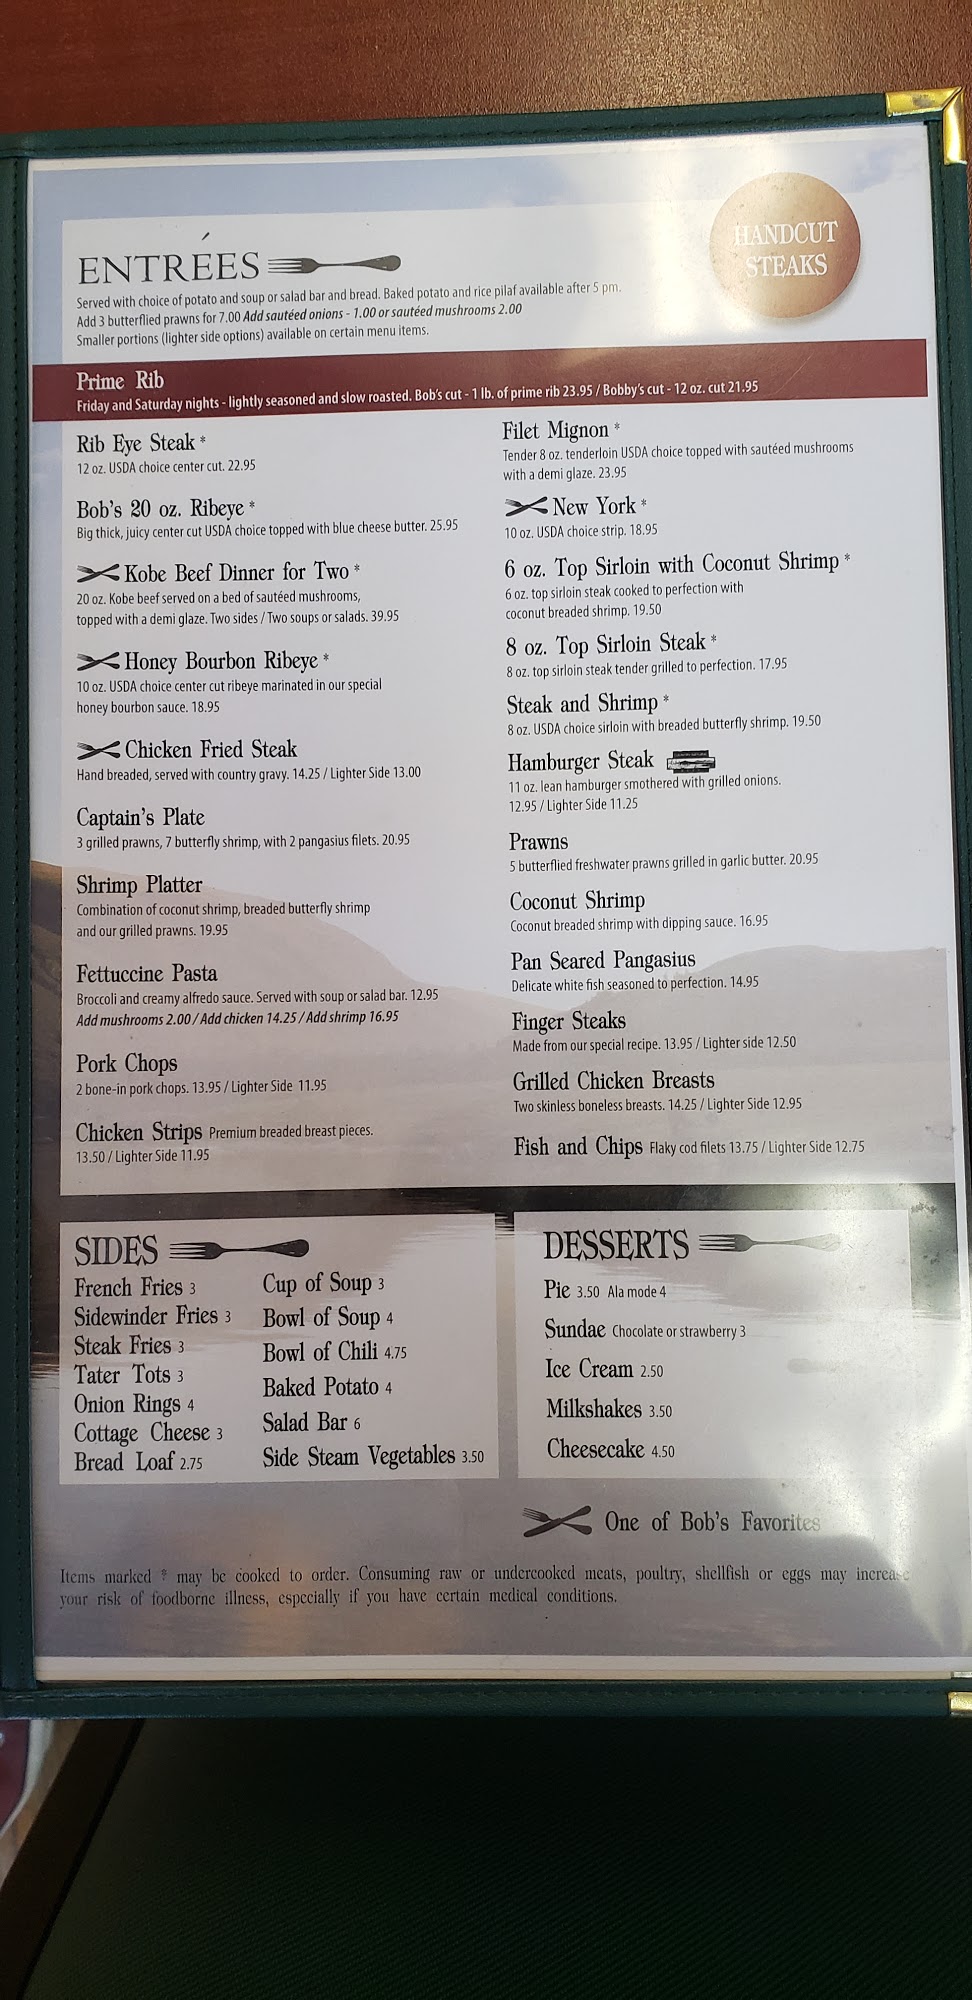 HANDCUT
STEAKS
ENTRÉES
Served with choice of potato and soup or salad bar and bread. Baked potato and rice pilaf available after 5 pm.
Add 3 butterflied prawns for 7.00 Add sautéed onions - 1.00 or sautéed mushrooms 2.00
Smaller portions (lighter side options) available on certain menu items.
Prime Rib
Friday and Saturday nights - lightly seasoned and slow roasted. Bob's cut - 1 lb. of prime rib 23.95 / Bobby's cut - 12 oz. cut 21.95
Rib Eye Steak *
12 oz. USDA choice center cut. 22.95
Bob's 20 oz. Ribeye *
Big thick, juicy center cut USDA choice topped with blue cheese butter. 25.95
Kobe Beef Dinner for Two *
20 oz. Kobe beef served on a bed of sautéed mushrooms,
topped with a demi glaze. Two sides / Two soups or salads. 39.95
Honey Bourbon Ribeye *
10 oz. USDA choice center cut ribeye marinated in our special
honey bourbon sauce. 18.95
Chicken Fried Steak
Hand breaded, served with country gravy. 14.25 / Lighter Side 13.00
Captain's Plate
3 grilled prawns, 7 butterfly shrimp, with 2 pangasius filets. 20.95
Shrimp Platter
Combination of coconut shrimp, breaded butterfly shrimp
and our grilled prawns. 19.95
Fettuccine Pasta
Broccoli and creamy alfredo sauce. Served with soup or salad bar. 12.95
Add mushrooms 2.00 / Add chicken 14.25 / Add shrimp 16.95
Pork Chops
2 bone-in pork chops. 13.95 / Lighter Side 11.95
Chicken Strips Premium breaded breast pieces.
13.50 / Lighter Side 11.95
Filet Mignon *
Tender 8 oz. tenderloin USDA choice topped with sautéed mushrooms
with a demi glaze. 23.95
New York *
10 oz. USDA choice strip. 18.95
6 oz. Top Sirloin with Coconut Shrimp *
6 oz. top sirloin steak cooked to perfection with
coconut breaded shrimp. 19.50
8 oz. Top Sirloin Steak *
8 oz. top sirloin steak tender grilled to perfection. 17.95
Steak and Shrimp *
8 oz. USDA choice sirloin with breaded butterfly shrimp. 19.50
Hamburger Steak
11 oz. lean hamburger smothered with grilled onions.
12.95 / Lighter Side 11.25
Prawns
5 butterflied freshwater prawns grilled in garlic butter. 20.95
Coconut Shrimp
Coconut breaded shrimp with dipping sauce. 16.95
Pan Seared Pangasius
Delicate white fish seasoned to perfection. 14.95
Finger Steaks
Made from our special recipe. 13.95 / Lighter side 12.50
Grilled Chicken Breasts
Two skinless boneless breasts. 14.25 / Lighter Side 12.95
Fish and Chips Flaky cod filets 13.75 / Lighter Side 12.75
SIDES
French Fries 3
Sidewinder Fries 3
Steak Fries 3
Tater Tots 3
Onion Rings 4
Cottage Cheese 3
Bread Loaf 2.75
Cup of Soup 3
Bowl of Soup 4
Bowl of Chili 4.75
Baked Potato 4
Salad Bar 6
Side Steam Vegetables 3.50
DESSERTS
Pie 3.50 Ala mode 4
Sundae Chocolate or strawberry 3
Ice Cream 2.50
Milkshakes 3.50
Cheesecake 4.50
One of Bob's Favorites
Items marked * may be cooked to order. Consuming raw or undercooked meats, poultry, shellfish or eggs may increase
your risk of foodborne illness, especially if you have certain medical conditions.